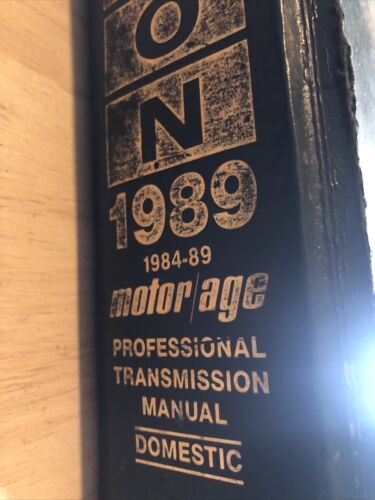 O
N
1989
1984-89
motor/age
PROFESSIONAL
TRANSMISSION
MANUAL
DOMESTIC